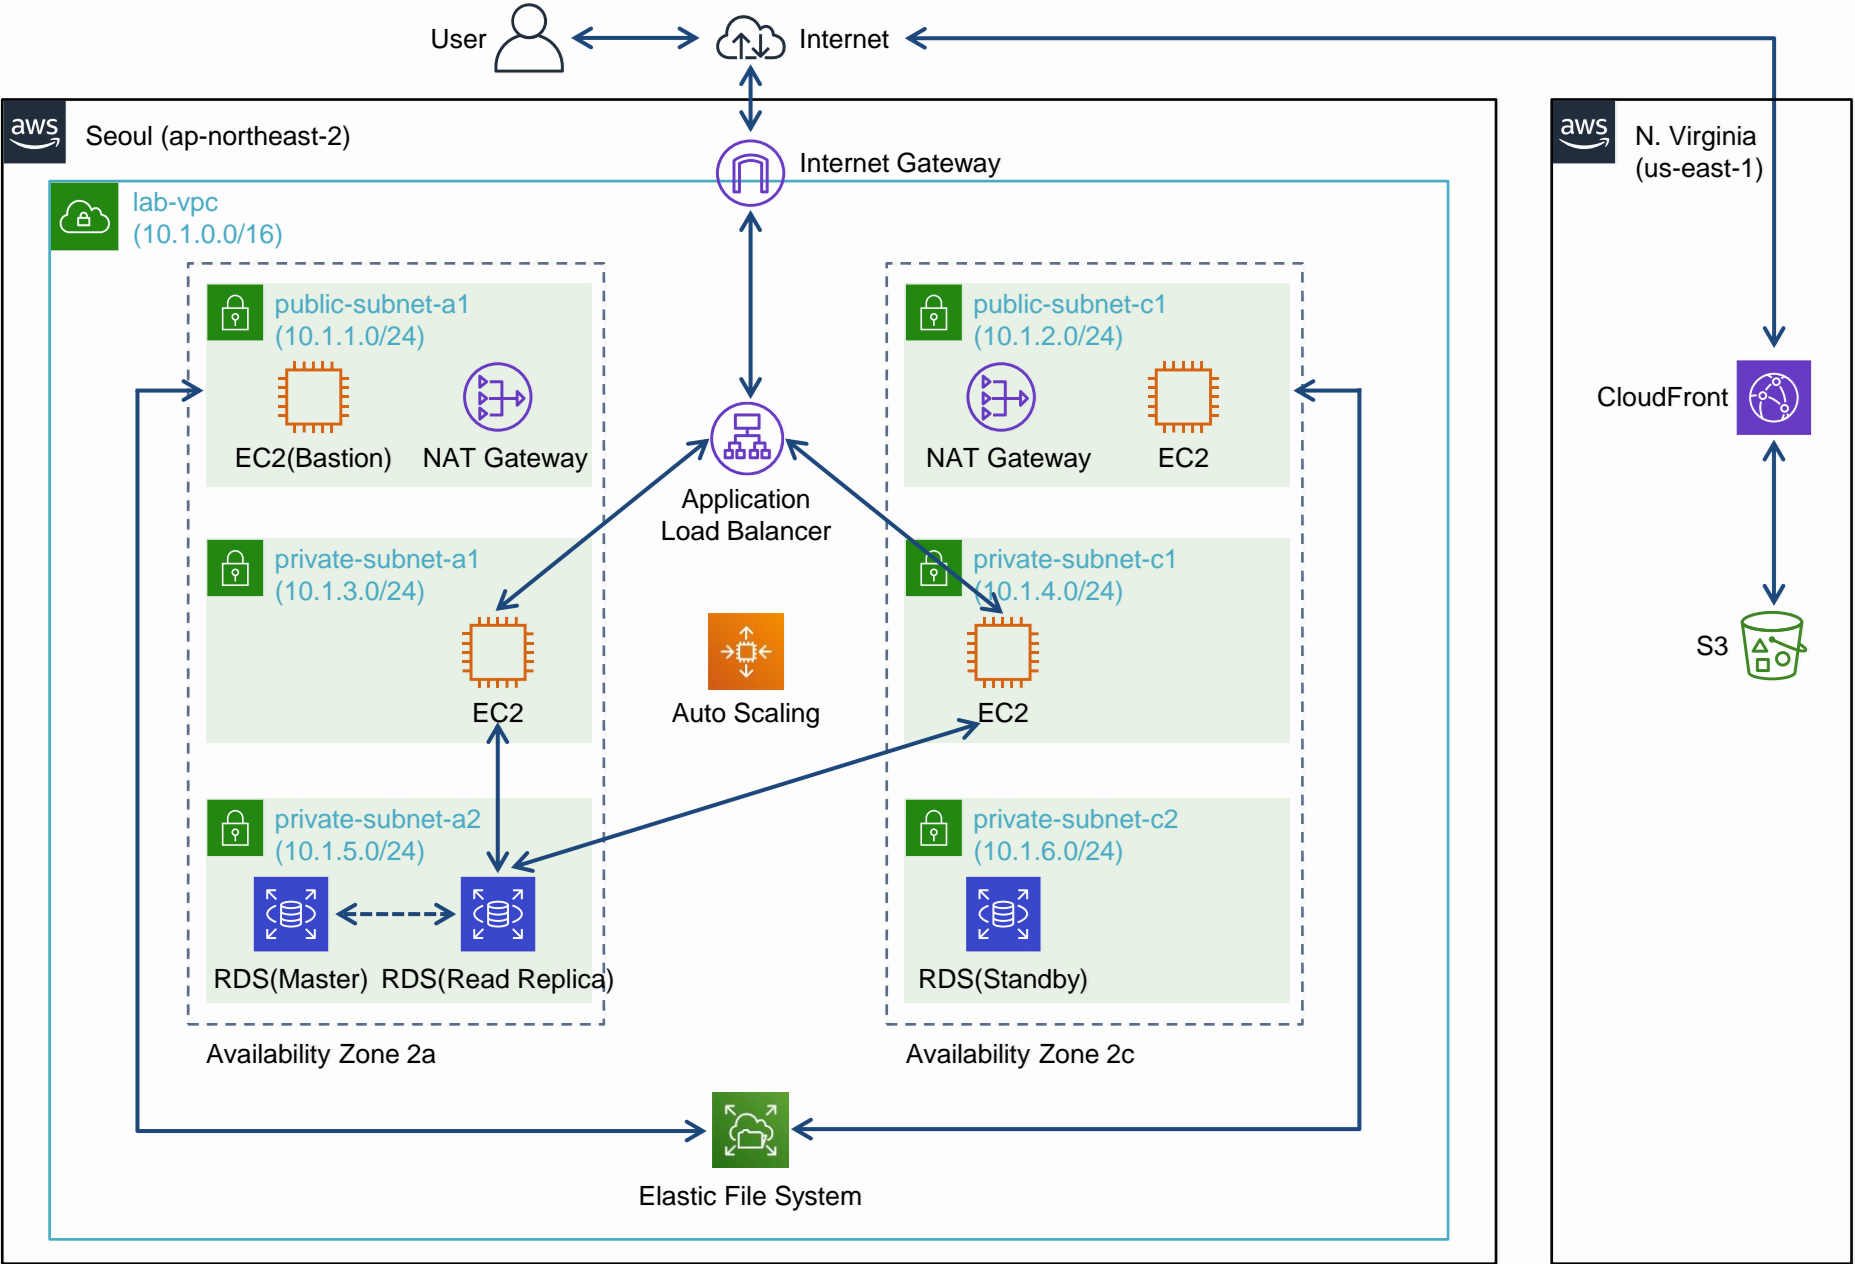 User
Internet
aws
Seoul (ap-northeast-2)
Internet Gateway
aws
N. Virginia
(us-east-1)
lab-vpc
(10.1.0.0/16)
public-subnet-a1
(10.1.1.0/24)
EC2(Bastion)
NAT Gateway
public-subnet-c1
(10.1.2.0/24)
NAT Gateway
EC2
CloudFront
Application
Load Balancer
private-subnet-a1
(10.1.3.0/24)
EC2
Auto Scaling
private-subnet-c1
(10.1.4.0/24)
EC2
S3
private-subnet-a2
(10.1.5.0/24)
RDS(Master)
RDS(Read Replica)
private-subnet-c2
(10.1.6.0/24)
RDS(Standby)
Availability Zone 2a
Availability Zone 2c
Elastic File System